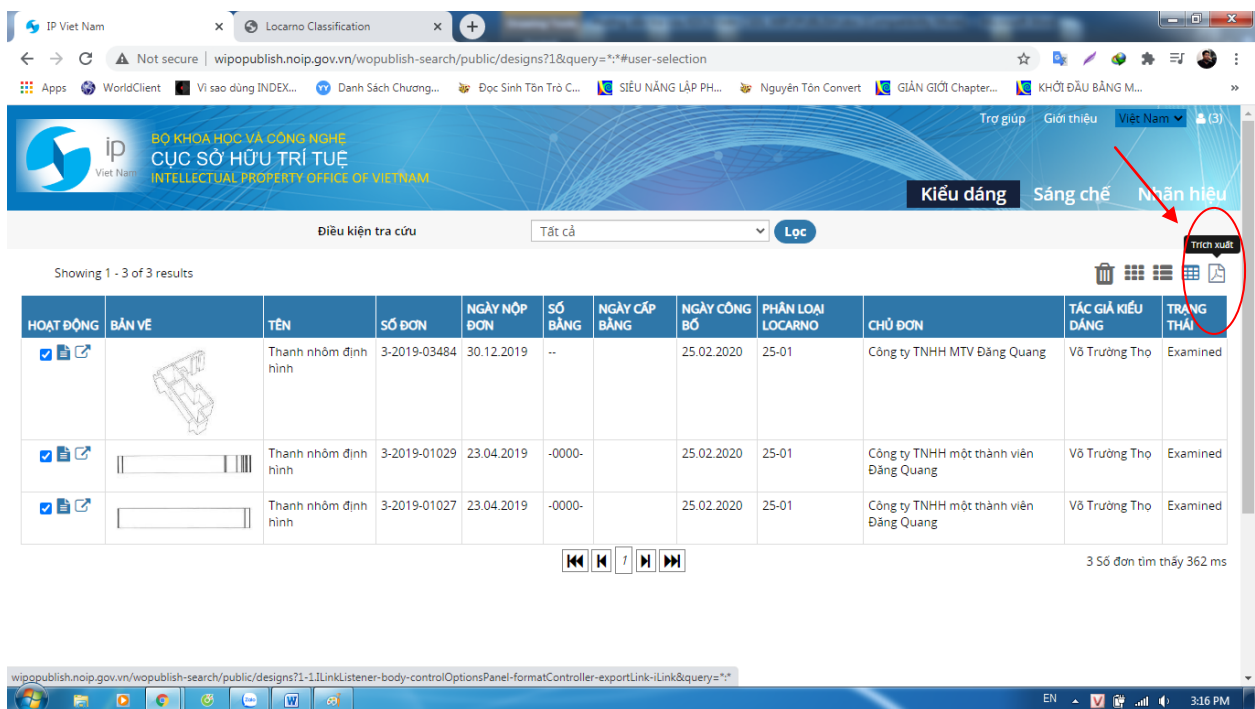 IP Viet Nam
Locarno Classification
Not secure | wipopublish.noip.gov.vn/wopublish-search/public/designs?1&query=*:*#user-selection
Apps WorldClient Vì sao dùng INDEX... Danh Sách Chương... Đọc Sinh Tồn Trò C... SIÊU NĂNG LẬP PH... Nguyên Tôn Convert GIẢN GIỚI Chapter... KHỞI ĐẦU BẰNG M... »
Trợ giúp Giới thiệu Việt Nam (3)
ip
Viet Nam
BỘ KHOA HỌC VÀ CÔNG NGHỆ
CỤC SỞ HỮU TRÍ TUỆ
INTELLECTUAL PROPERTY OFFICE OF VIETNAM
Kiểu dáng Sáng chế Nhãn hiệu
Điều kiện tra cứu Tất cả Lọc
Trích xuất
Showing 1 - 3 of 3 results
HOẠT ĐỘNG BẢN VẼ TÊN SỐ ĐƠN NGÀY NỘP ĐƠN SỐ BẰNG NGÀY CẤP BẰNG NGÀY CÔNG BỐ PHÂN LOẠI LOCARNO CHỦ ĐƠN TÁC GIẢ KIỂU DÁNG TRẠNG THÁI
Thanh nhôm định hình 3-2019-03484 30.12.2019 -- 25.02.2020 25-01 Công ty TNHH MTV Đăng Quang Võ Trường Thọ Examined
Thanh nhôm định hình 3-2019-01029 23.04.2019 -0000- 25.02.2020 25-01 Công ty TNHH một thành viên Đăng Quang Võ Trường Thọ Examined
Thanh nhôm định hình 3-2019-01027 23.04.2019 -0000- 25.02.2020 25-01 Công ty TNHH một thành viên Đăng Quang Võ Trường Thọ Examined
1
3 Số đơn tìm thấy 362 ms
wipopublish.noip.gov.vn/wopublish-search/public/designs?1-1.ILinkListener-body-controlOptionsPanel-formatController-exportLink-iLink&query=*:*
EN 3:16 PM